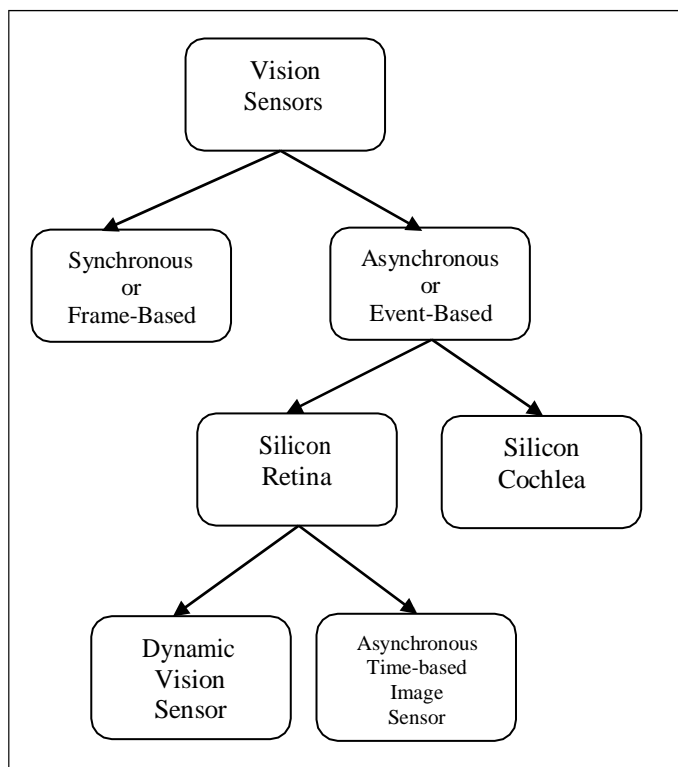 Vision
Sensors
Synchronous
or
Frame-Based
Asynchronous
or
Event-Based
Silicon
Retina
Silicon
Cochlea
Dynamic
Vision
Sensor
Asynchronous
Time-based
Image
Sensor